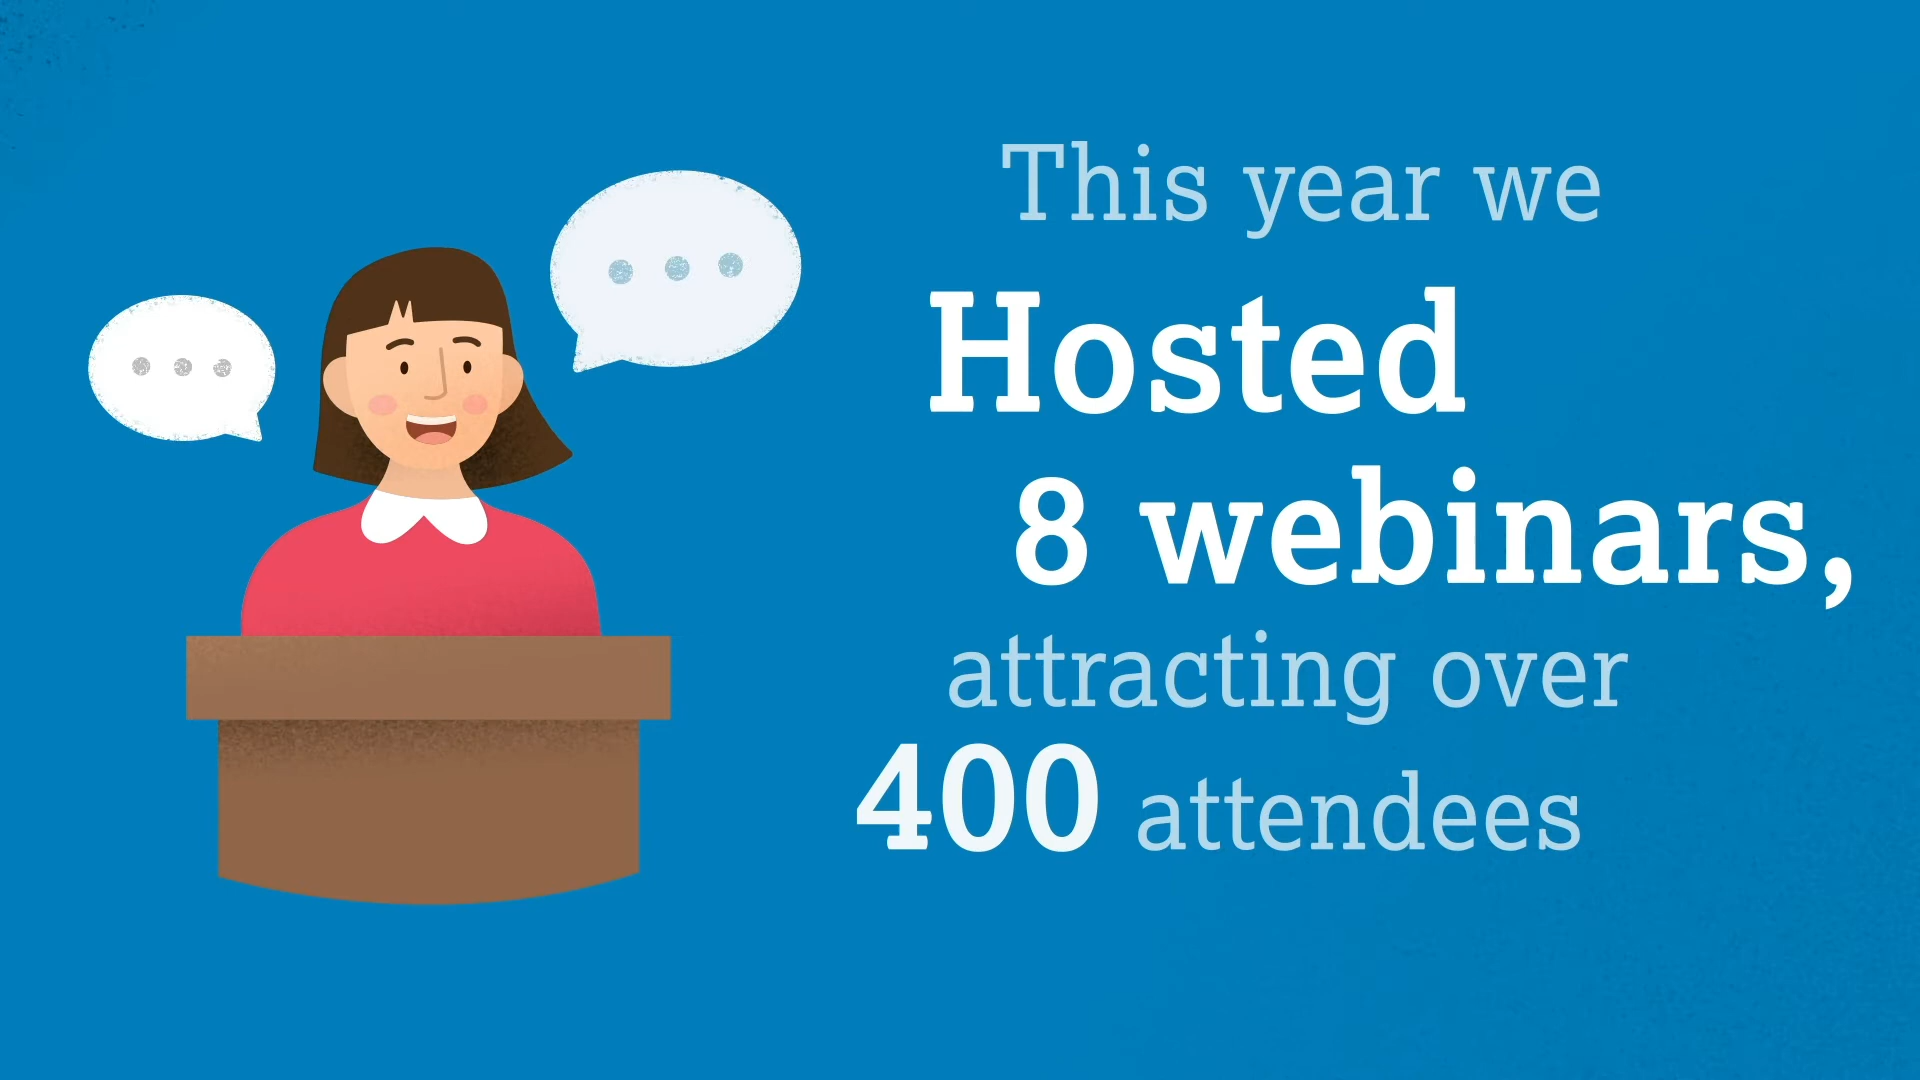 This year we
Hosted
8 webinars,
attracting over
400 attendees